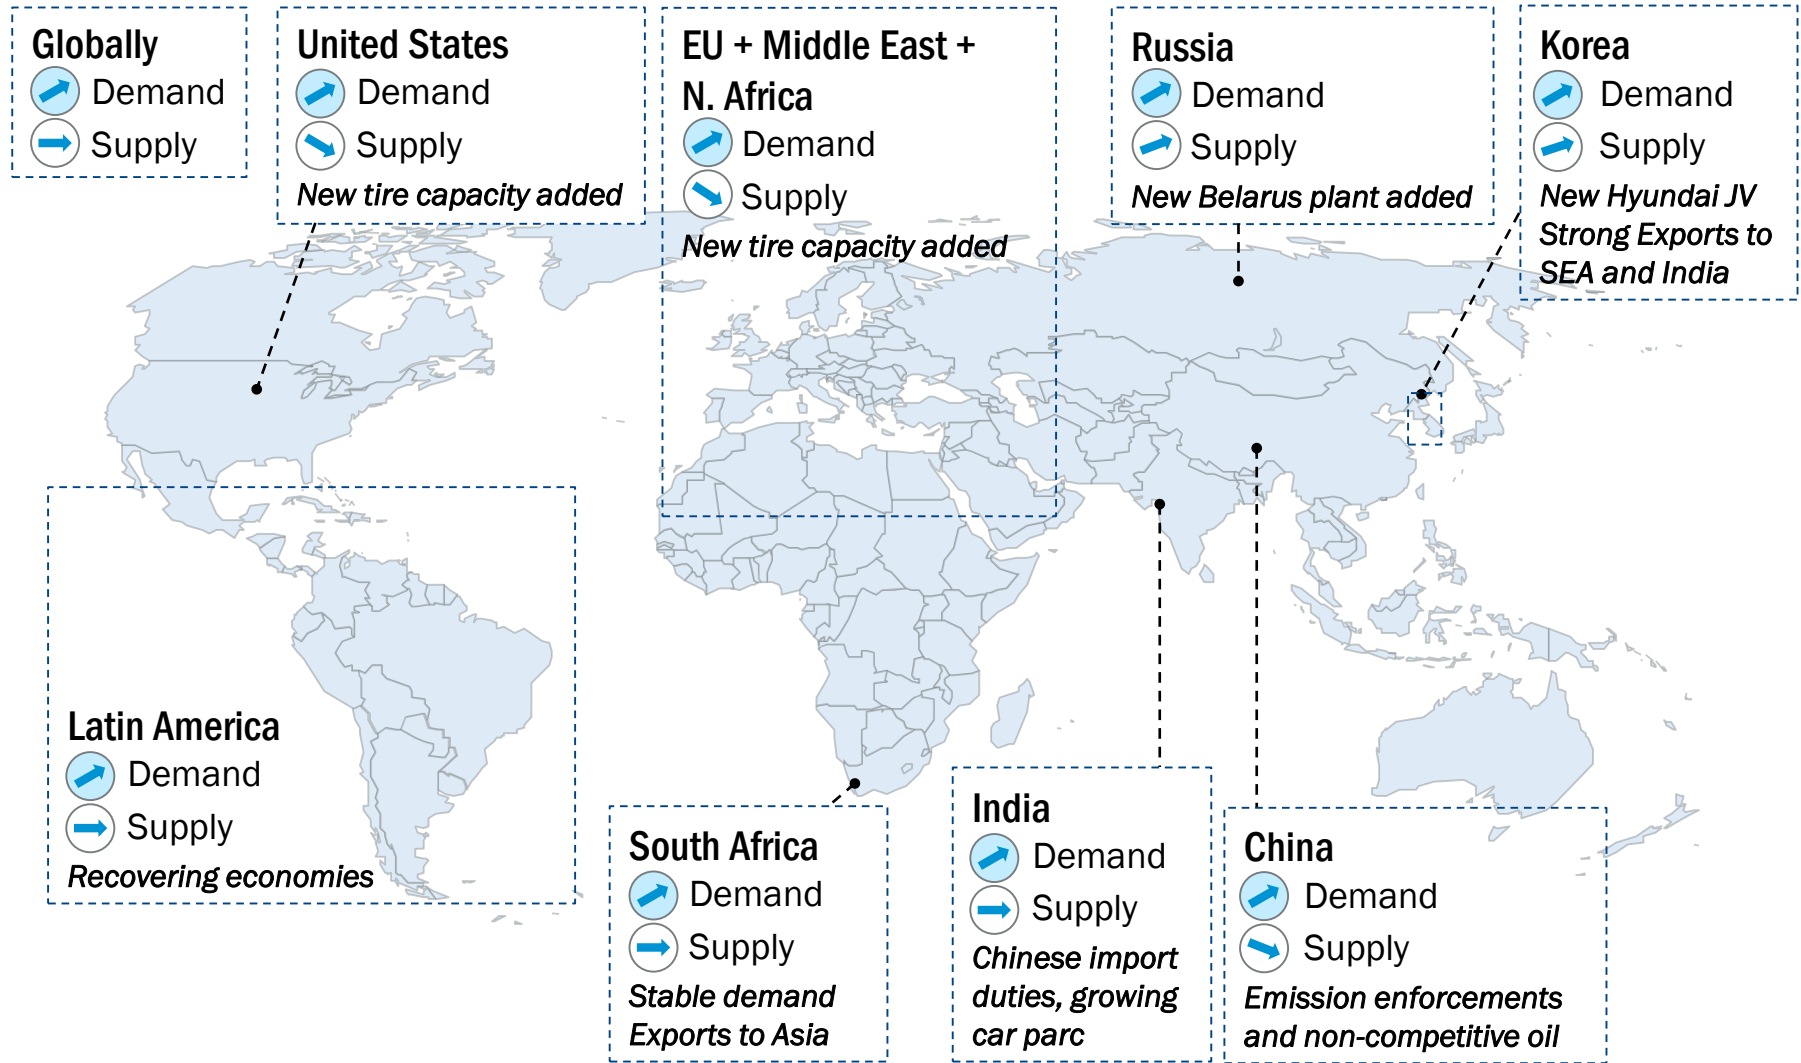 Globally
Demand
Supply
United States
Demand
Supply
New tire capacity added
EU + Middle East +
N. Africa
Demand
Supply
New tire capacity added
Russia
Demand
Supply
New Belarus plant added
Korea
Demand
Supply
New Hyundai JV
Strong Exports to
SEA and India
Latin America
Demand
Supply
Recovering economies
South Africa
Demand
Supply
Stable demand
Exports to Asia
India
Demand
Supply
Chinese import
duties, growing
car parc
China
Demand
Supply
Emission enforcements
and non-competitive oil